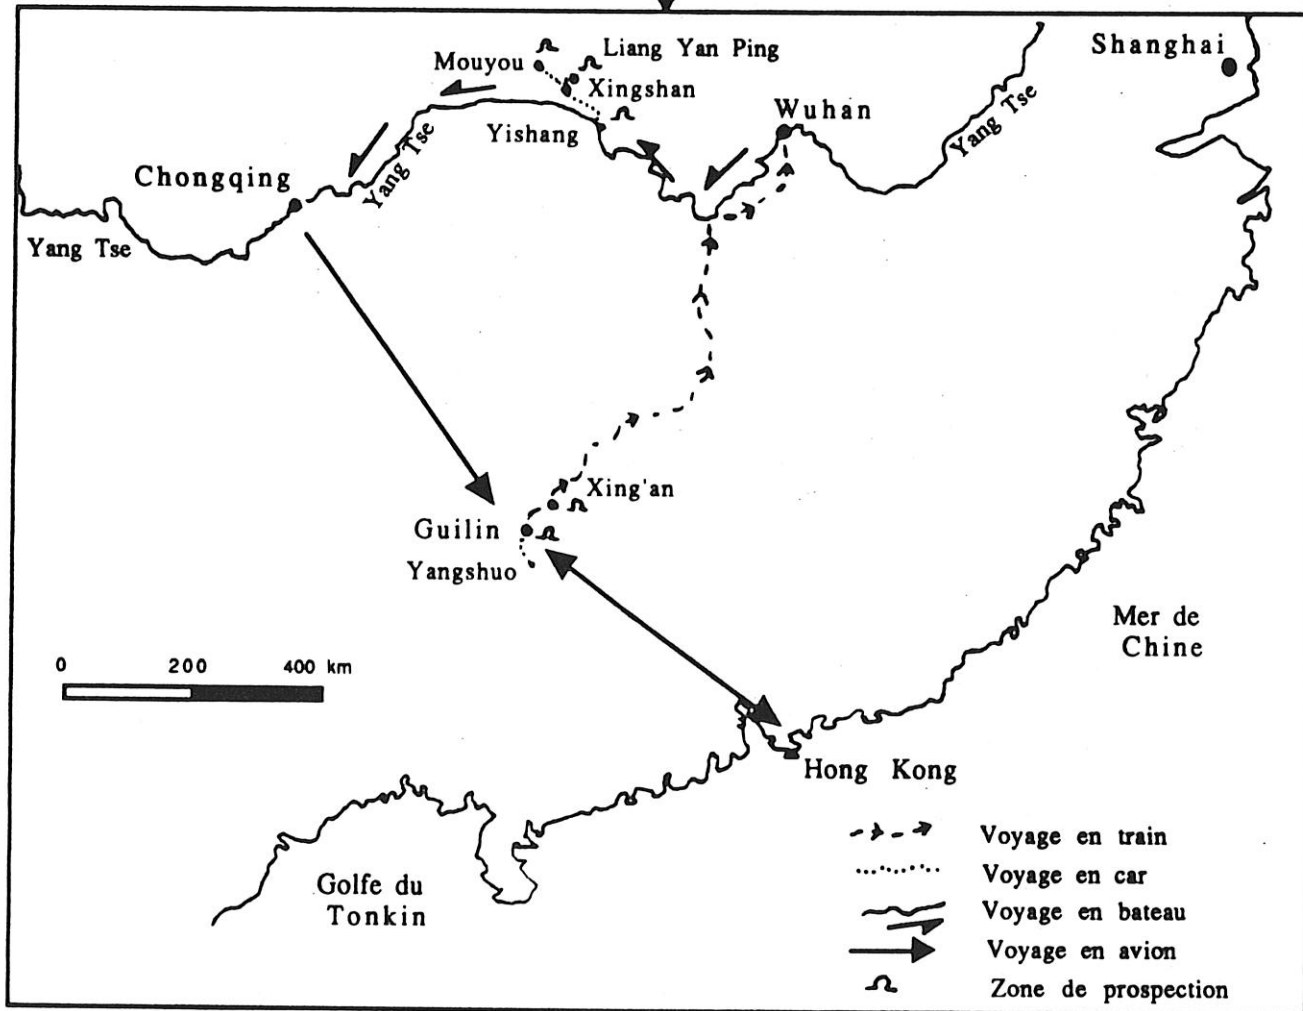 Liang Yan Ping
Mouyou
Xingshan
Shanghai
Wuhan
Yishang
Yang Tse
Yang Tse
Chongqing
Yang Tse
Xing'an
Guilin
Yangshuo
Mer de
Chine
0 200 400 km
Hong Kong
Golfe du
Tonkin
Voyage en train
Voyage en car
Voyage en bateau
Voyage en avion
Zone de prospection